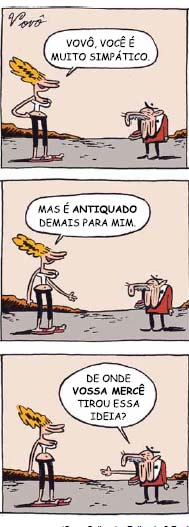 Vovô
VOVÔ, VOCÊ É
MUITO SIMPÁTICO.
MAS É ANTIQUADO
DEMAIS PARA MIM.
DE ONDE
VOSSA MERCÊ
TIROU ESSA
IDEIA?